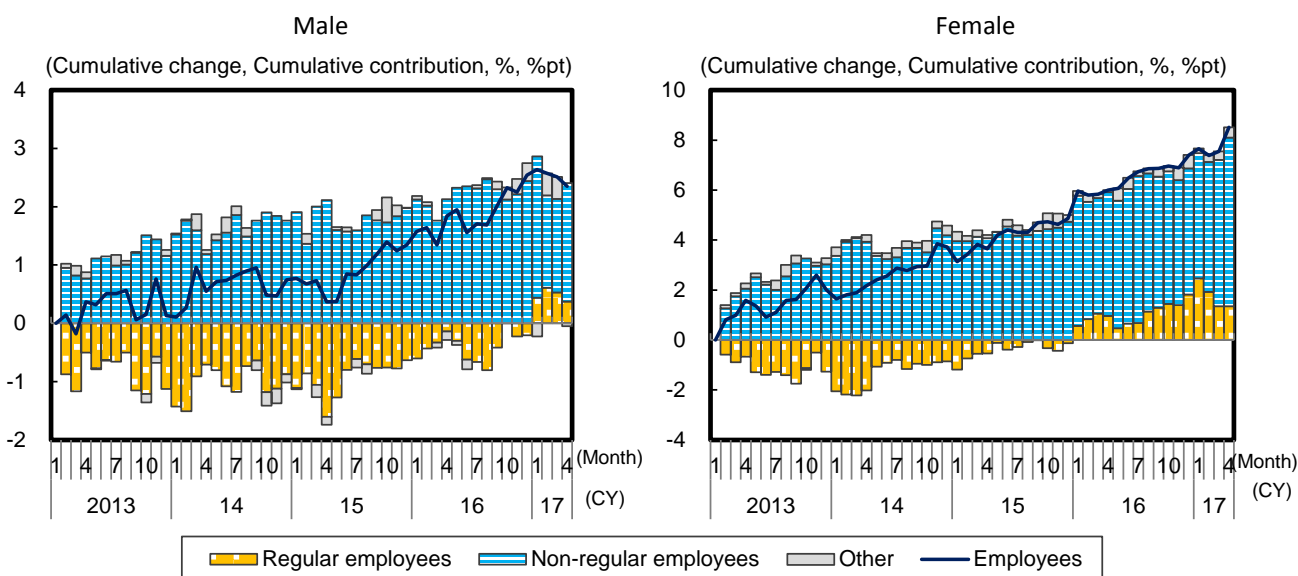 Male
(Cumulative change, Cumulative contribution, %, %pt)
4
3
2
1
0
-1
-2
1 4 7 10 1 4 7 10 1 4 7 10 1 4 7 10 1 4 (Month)
2013 14 15 16 17 (CY)
Female
(Cumulative change, Cumulative contribution, %, %pt)
10
8
6
4
2
0
-2
-4
1 4 7 10 1 4 7 10 1 4 7 10 1 4 7 10 1 4 (Month)
2013 14 15 16 17 (CY)
Regular employees Non-regular employees Other Employees